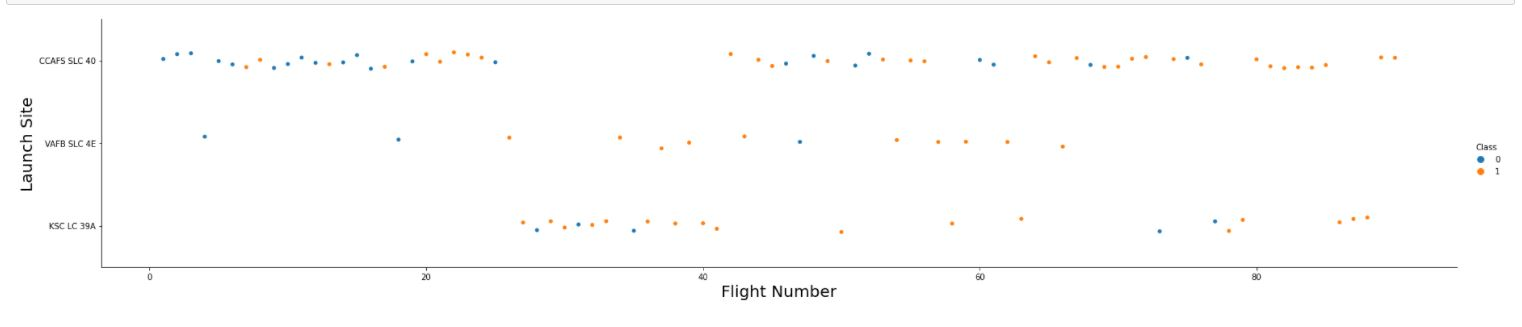 CCAFS SLC 40
VAFB SLC 4E
KSC LC 39A
Launch Site
0 20 40 60 80
Flight Number
Class
0
1